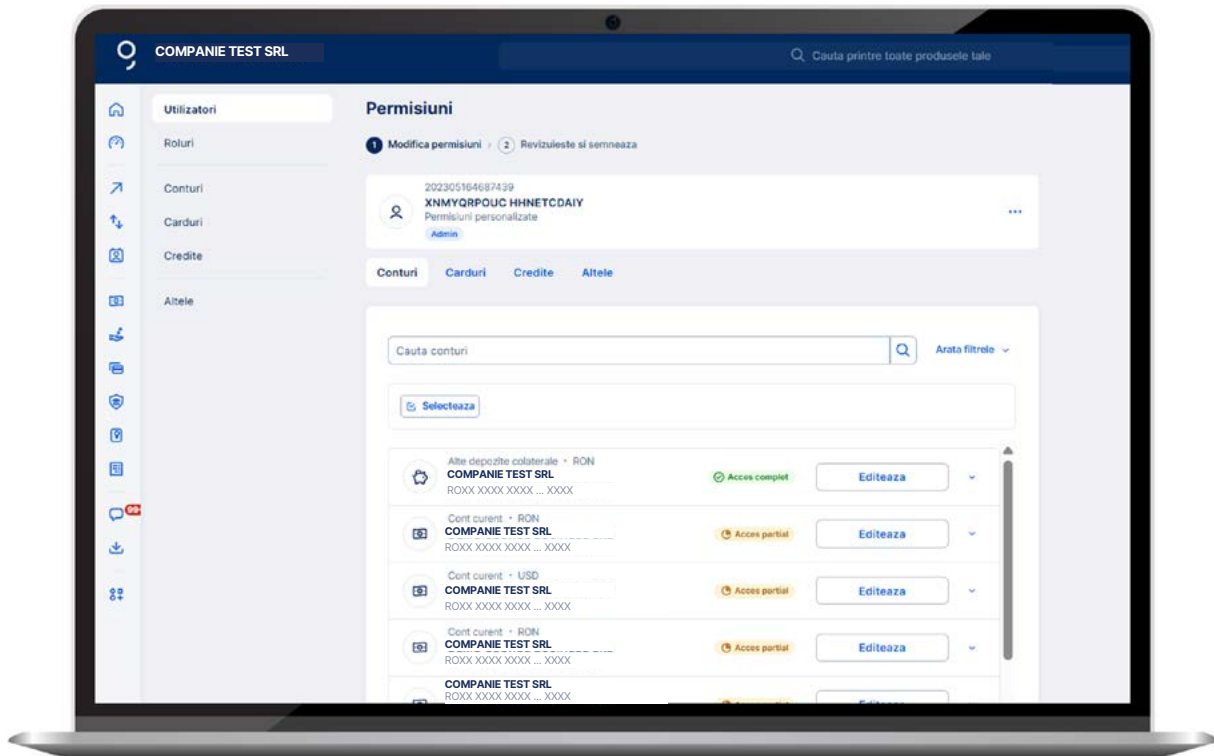 COMPANIE TEST SRL
Cauta printre toate produsele tale
Utilizatori
Roluri
Conturi
Carduri
Credite
Altele
99+
Permisiuni
1 Modifica permisiuni / 2 Revizuieste si semneaza
202305164687439
XNMYQRPOUC HHNETCDAIY
Permisiuni personalizate
Admin
Conturi Carduri Credite Altele
Cauta conturi
Arata filtrele
Selecteaza
Alte depozite colaterale • RON
COMPANIE TEST SRL
ROXX XXXX XXXX ... XXXX
Acces complet
Editeaza
Cont curent • RON
COMPANIE TEST SRL
ROXX XXXX XXXX ... XXXX
Acces partial
Editeaza
Cont curent • USD
COMPANIE TEST SRL
ROXX XXXX XXXX ... XXXX
Acces partial
Editeaza
Cont curent • RON
COMPANIE TEST SRL
ROXX XXXX XXXX ... XXXX
Acces partial
Editeaza
COMPANIE TEST SRL
ROXX XXXX XXXX ... XXXX